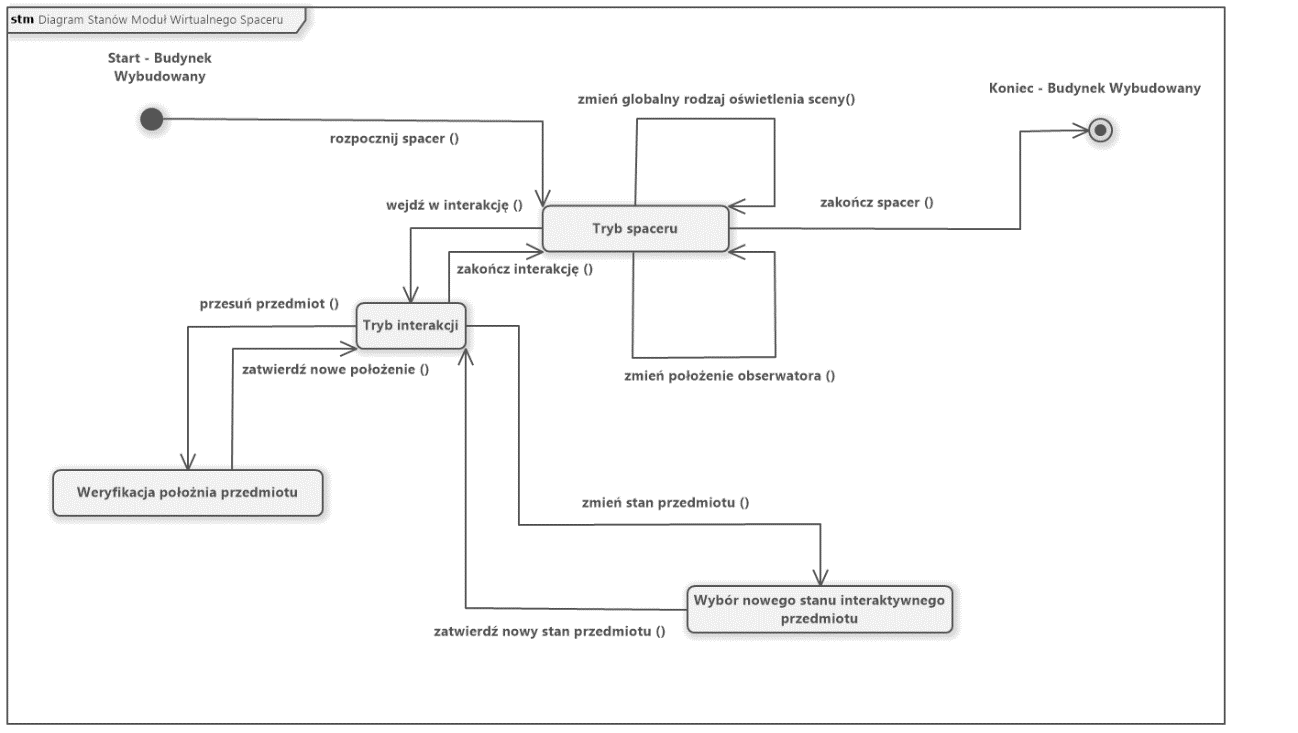 stm Diagram Stanów Moduł Wirtualnego Spaceru
Start - Budynek
Wybudowany
Koniec - Budynek Wybudowany
zmień globalny rodzaj oświetlenia sceny()
rozpocznij spacer ()
wejdź w interakcję ()
zakończ spacer ()
Tryb spaceru
zakończ interakcję ()
przesuń przedmiot ()
Tryb interakcji
zatwierdź nowe położenie ()
zmień położenie obserwatora ()
Weryfikacja położnia przedmiotu
zmień stan przedmiotu ()
Wybór nowego stanu interaktywnego
przedmiotu
zatwierdź nowy stan przedmiotu ()